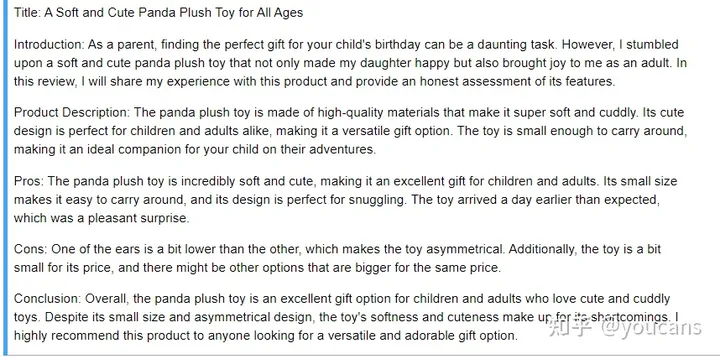 Title: A Soft and Cute Panda Plush Toy for All Ages
Introduction: As a parent, finding the perfect gift for your child's birthday can be a daunting task. However, I stumbled
upon a soft and cute panda plush toy that not only made my daughter happy but also brought joy to me as an adult. In
this review, I will share my experience with this product and provide an honest assessment of its features.
Product Description: The panda plush toy is made of high-quality materials that make it super soft and cuddly. Its cute
design is perfect for children and adults alike, making it a versatile gift option. The toy is small enough to carry around,
making it an ideal companion for your child on their adventures.
Pros: The panda plush toy is incredibly soft and cute, making it an excellent gift for children and adults. Its small size
makes it easy to carry around, and its design is perfect for snuggling. The toy arrived a day earlier than expected,
which was a pleasant surprise.
Cons: One of the ears is a bit lower than the other, which makes the toy asymmetrical. Additionally, the toy is a bit
small for its price, and there might be other options that are bigger for the same price.
Conclusion: Overall, the panda plush toy is an excellent gift option for children and adults who love cute and cuddly
toys. Despite its small size and asymmetrical design, the toy's softness and cuteness make up for its shortcomings. I
highly recommend this product to anyone looking for a versatile and adorable gift option.
知乎 @youcans